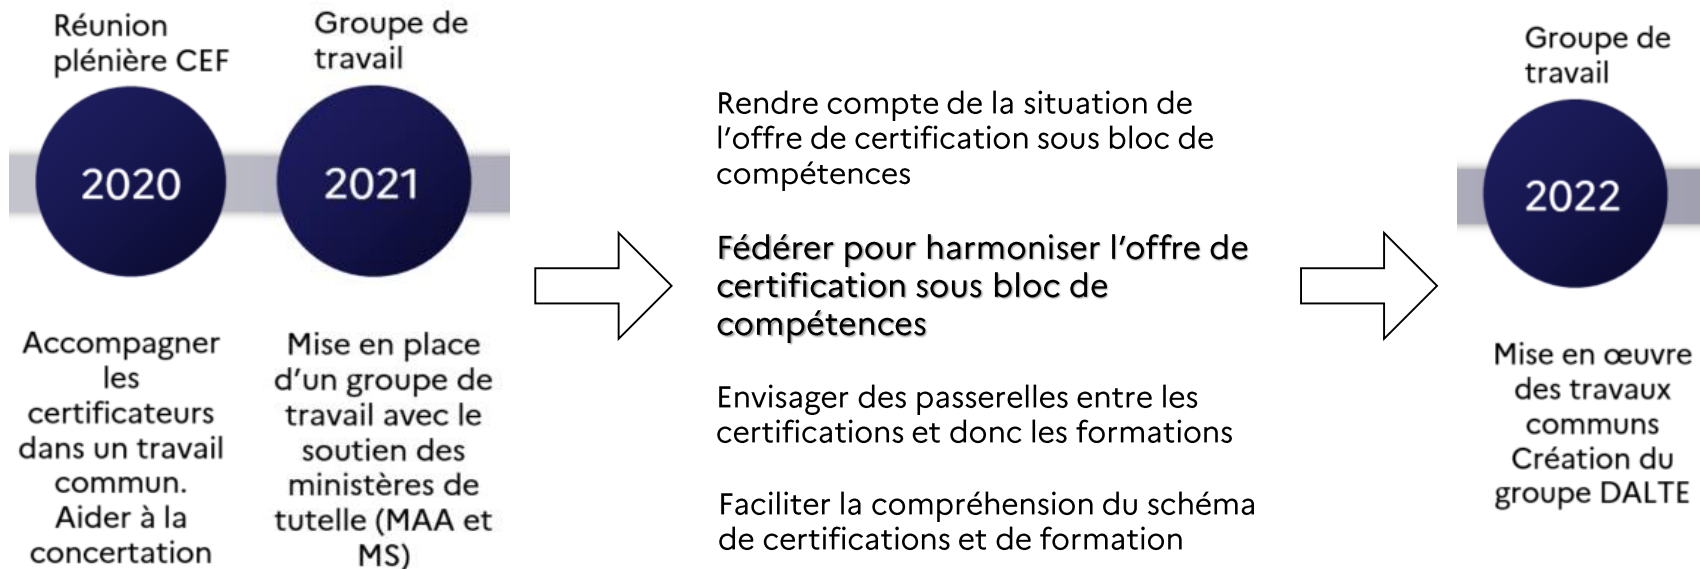 Réunion
plénière CEF
2020
Accompagner
les
certificateurs
dans un travail
commun.
Aider à la
concertation
Groupe de
travail
2021
Mise en place
d’un groupe de
travail avec le
soutien des
ministères de
tutelle (MAA et
MS)
Rendre compte de la situation de
l’offre de certification sous bloc de
compétences
Fédérer pour harmoniser l’offre de
certification sous bloc de
compétences
Envisager des passerelles entre les
certifications et donc les formations
Faciliter la compréhension du schéma
de certifications et de formation
Groupe de
travail
2022
Mise en œuvre
des travaux
communs
Création du
groupe DALTE